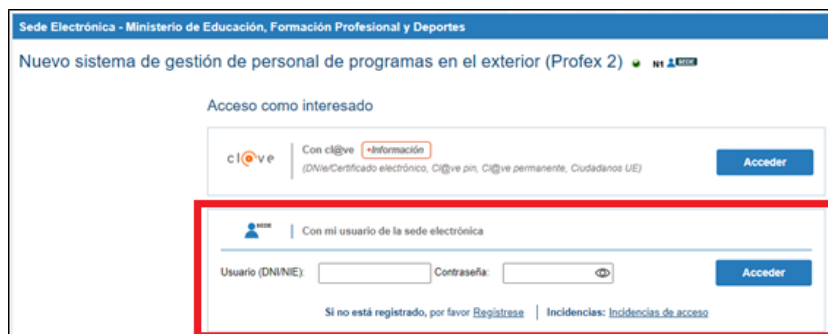 Sede Electrónica - Ministerio de Educación, Formación Profesional y Deportes
Nuevo sistema de gestión de personal de programas en el exterior (Profex 2) N1 SEDE
Acceso como interesado
cl@ve
Con cl@ve +Información
(DNIe/Certificado electrónico, Cl@ve pin, Cl@ve permanente, Ciudadanos UE)
Acceder
SEDE
Con mi usuario de la sede electrónica
Usuario (DNI/NIE): Contraseña: Acceder
Si no está registrado, por favor Regístrese | Incidencias: Incidencias de acceso